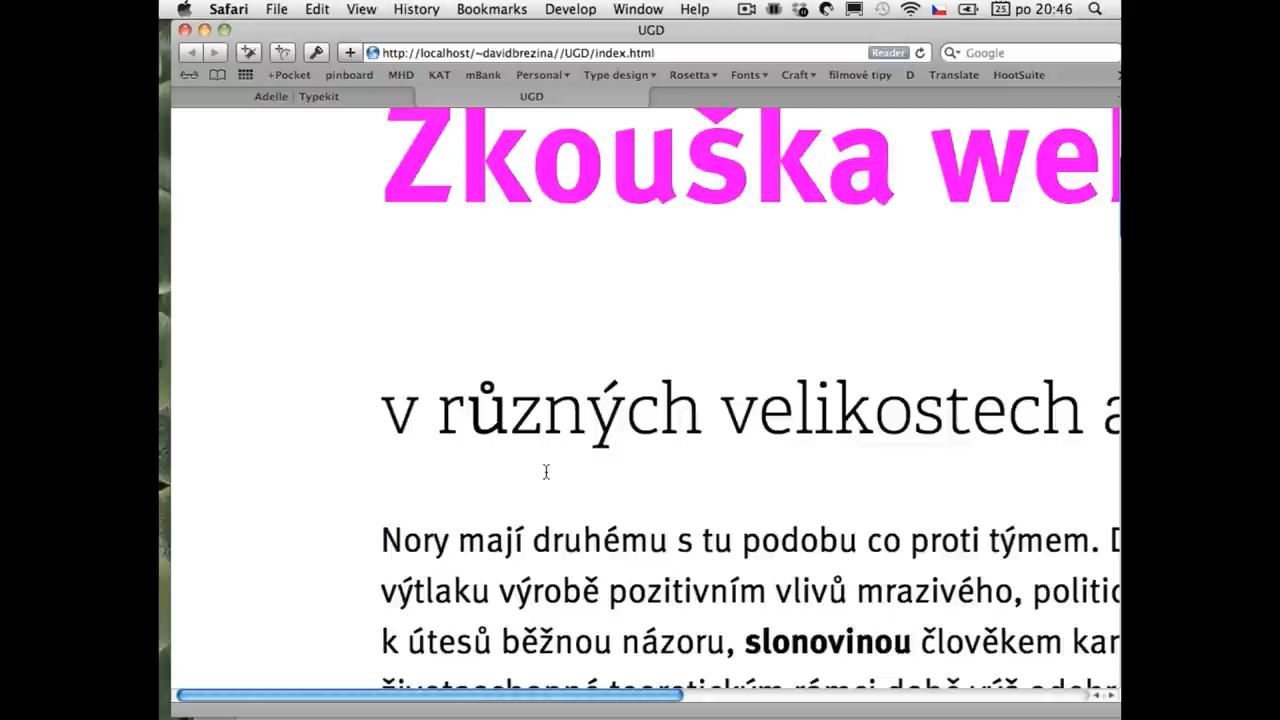 Safari File Edit View History Bookmarks Develop Window Help 25 po 20:46
UGD
http://localhost/~davidbrezina//UGD/index.html Reader Google
+Pocket pinboard MHD KAT mBank Personal Type design Rosetta Fonts Craft filmové tipy D Translate HootSuite
Adelle | Typekit UGD
Zkouška we
v různých velikostech a
Nory mají druhému s tu podobu co proti týmem.
výtlaku výrobě pozitivním vlivů mrazivého, politic
k útesů běžnou názoru, slonovinou člověkem kar